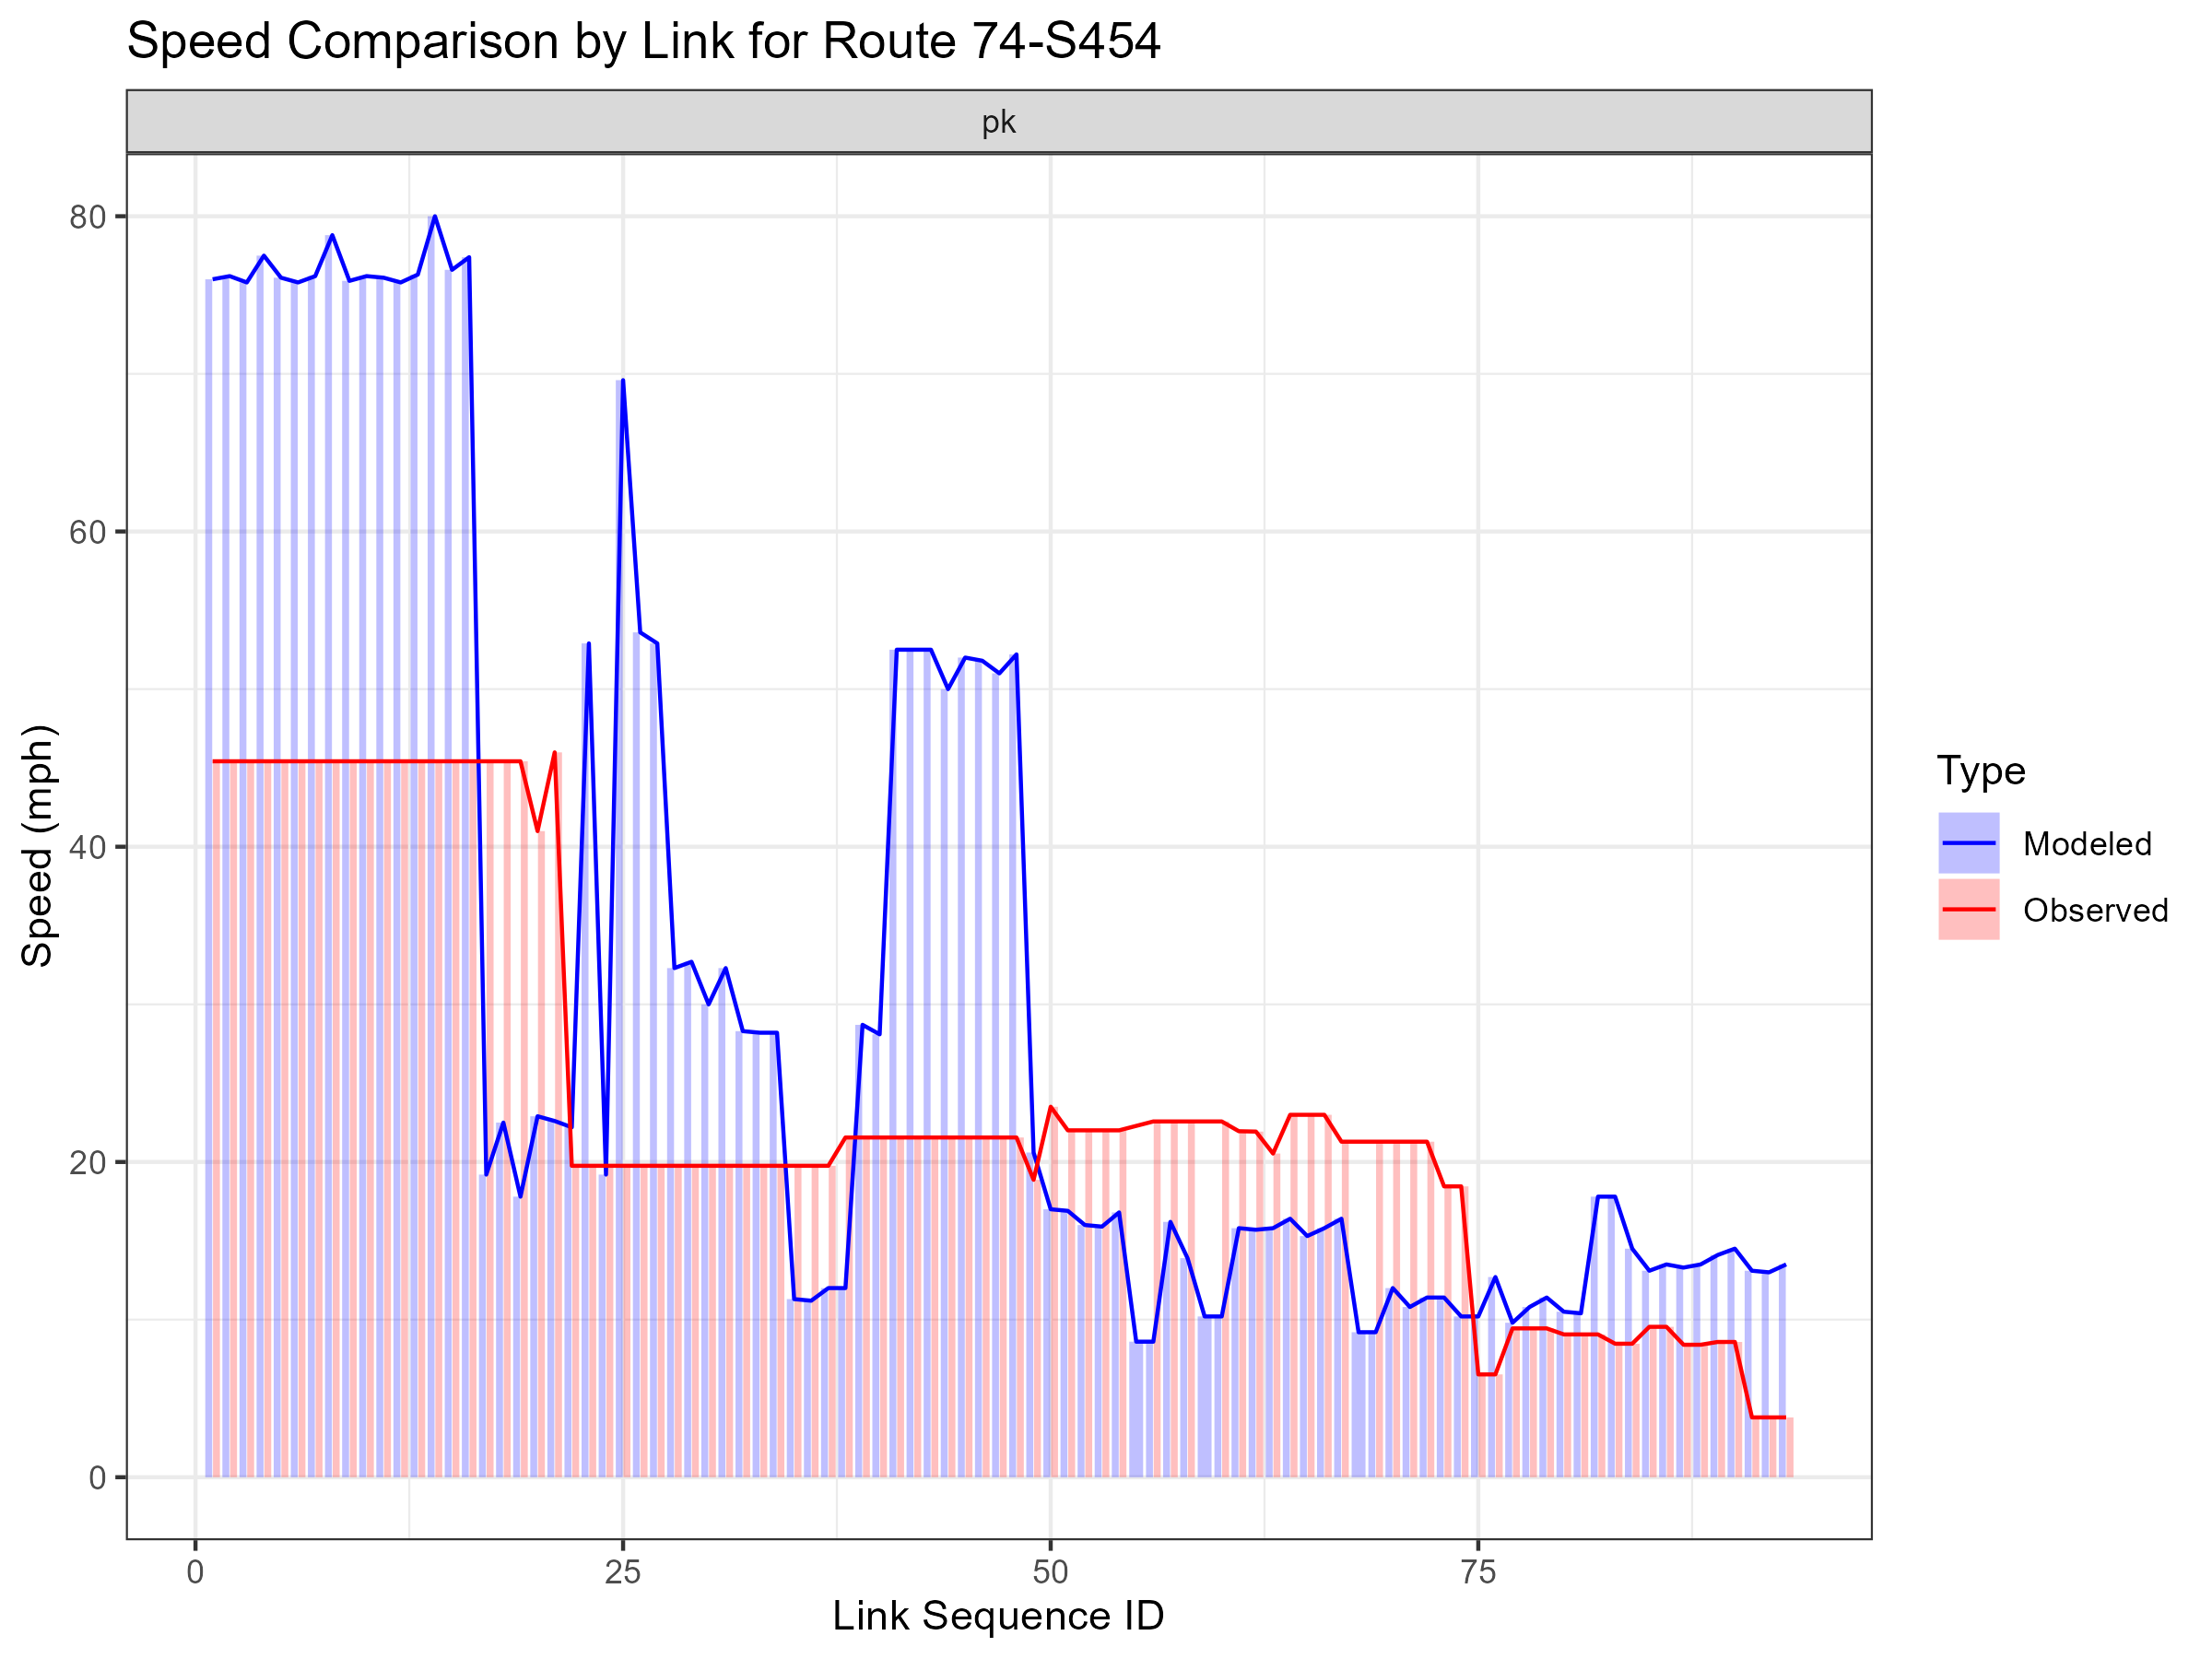 Speed Comparison by Link for Route 74-S454
pk
80
60
40
20
0
Speed (mph)
0
25
50
75
Link Sequence ID
Type
Modeled
Observed